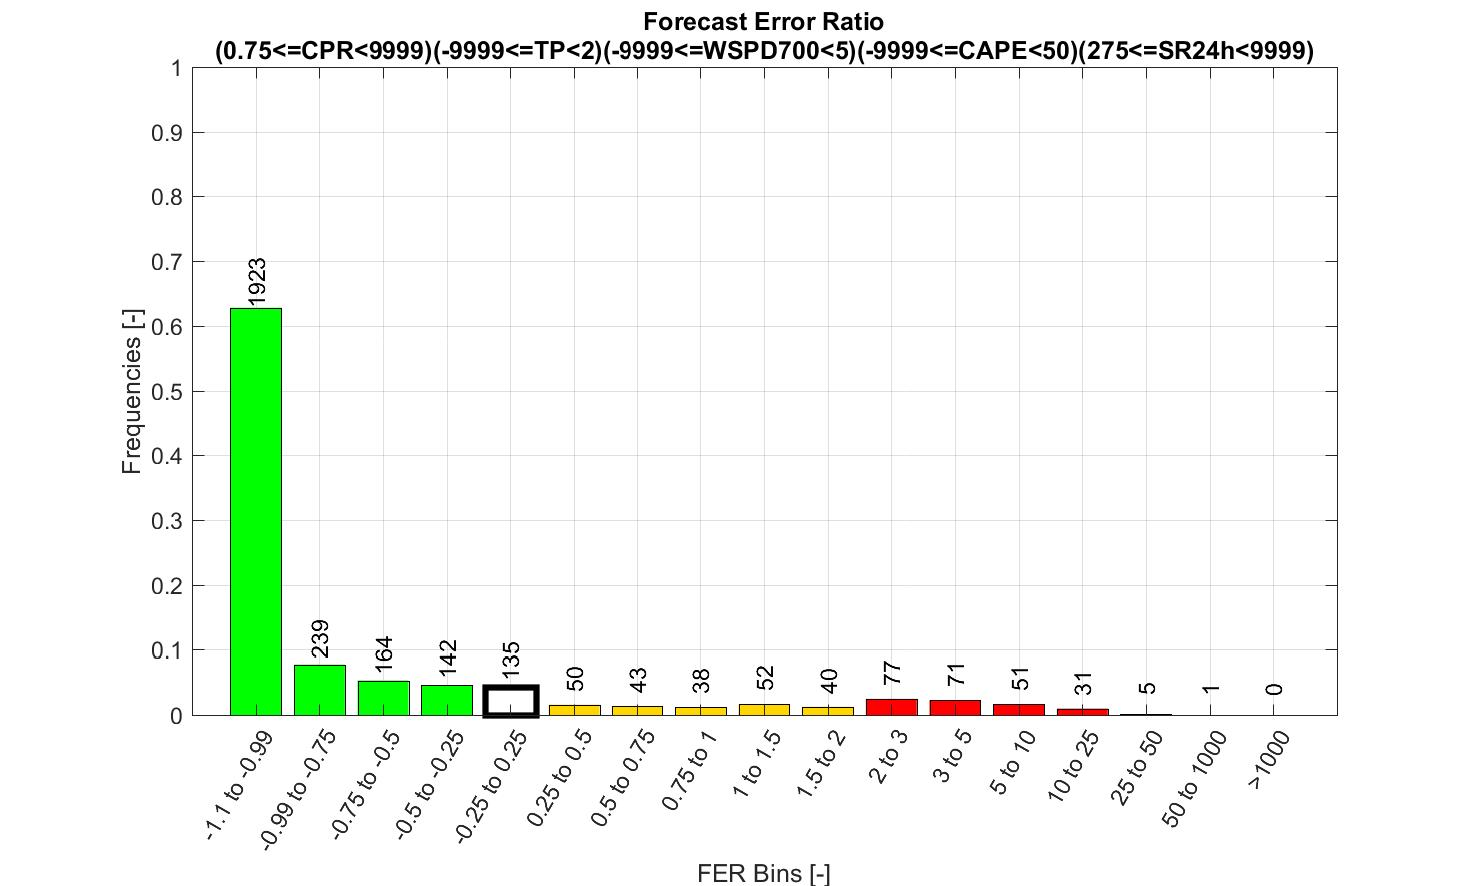 Forecast Error Ratio
(0.75<=CPR<9999)(-9999<=TP<2)(-9999<=WSPD700<5)(-9999<=CAPE<50)(275<=SR24h<9999)
1
0.9
0.8
0.7
0.6
0.5
0.4
0.3
0.2
0.1
0
Frequencies [-]
1923
239
164
142
135
50
43
38
52
40
77
71
51
31
5
1
0
-1.1 to -0.99
-0.99 to -0.75
-0.75 to -0.5
-0.5 to -0.25
-0.25 to 0.25
0.25 to 0.5
0.5 to 0.75
0.75 to 1
1 to 1.5
1.5 to 2
2 to 3
3 to 5
5 to 10
10 to 25
25 to 50
50 to 1000
>1000
FER Bins [-]